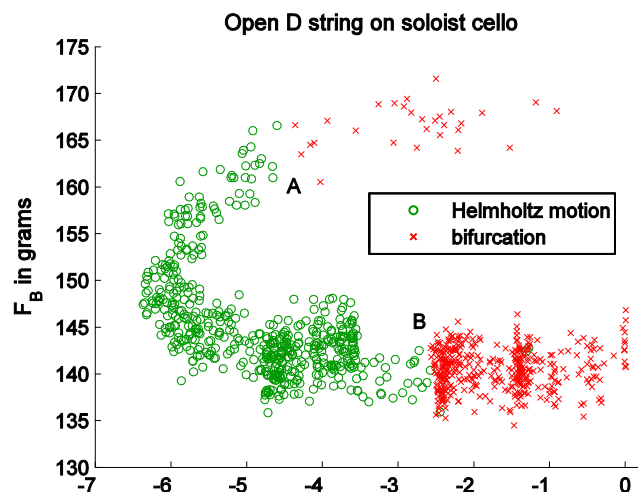 Open D string on soloist cello
175
170
165
160
155
150
145
140
135
130
F_B in grams
A
B
Helmholtz motion
bifurcation
-7 -6 -5 -4 -3 -2 -1 0